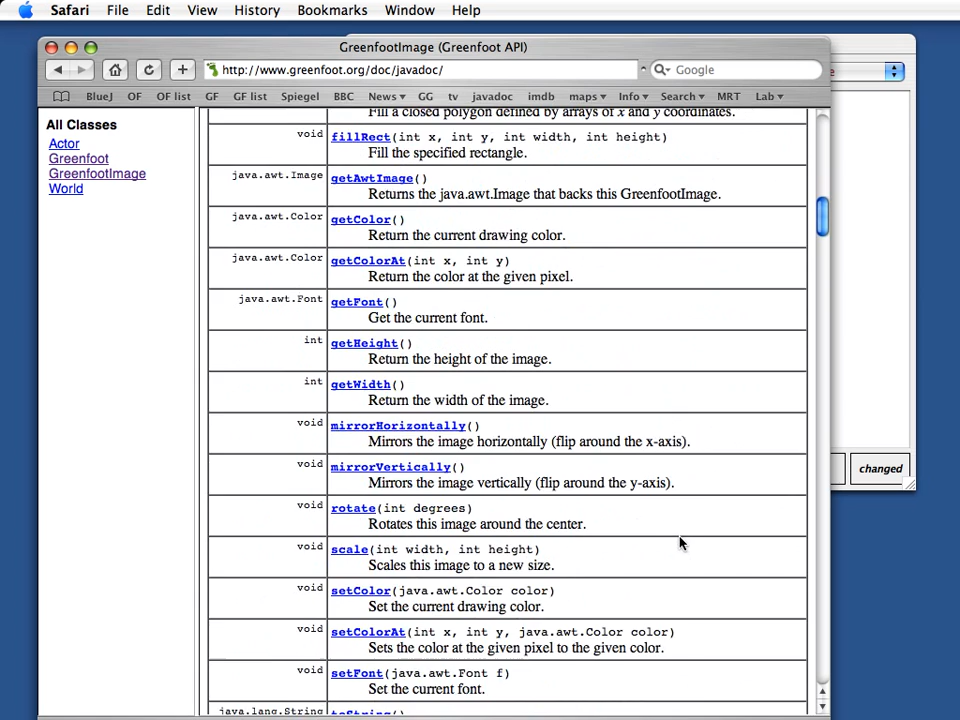 Safari File Edit View History Bookmarks Window Help
GreenfootImage (Greenfoot API)
http://www.greenfoot.org/doc/javadoc/
Google
BlueJ OF OF list GF GF list Spiegel BBC News GG tv javadoc imdb maps Info Search MRT Lab
All Classes
Actor
Greenfoot
GreenfootImage
World
Fill a closed polygon defined by arrays of x and y coordinates.
void fillRect(int x, int y, int width, int height)
Fill the specified rectangle.
java.awt.Image getAwtImage()
Returns the java.awt.Image that backs this GreenfootImage.
java.awt.Color getColor()
Return the current drawing color.
java.awt.Color getColorAt(int x, int y)
Return the color at the given pixel.
java.awt.Font getFont()
Get the current font.
int getHeight()
Return the height of the image.
int getWidth()
Return the width of the image.
void mirrorHorizontally()
Mirrors the image horizontally (flip around the x-axis).
void mirrorVertically()
Mirrors the image vertically (flip around the y-axis).
void rotate(int degrees)
Rotates this image around the center.
void scale(int width, int height)
Scales this image to a new size.
void setColor(java.awt.Color color)
Set the current drawing color.
void setColorAt(int x, int y, java.awt.Color color)
Sets the color at the given pixel to the given color.
void setFont(java.awt.Font f)
Set the current font.
java.lang.String toString()
changed